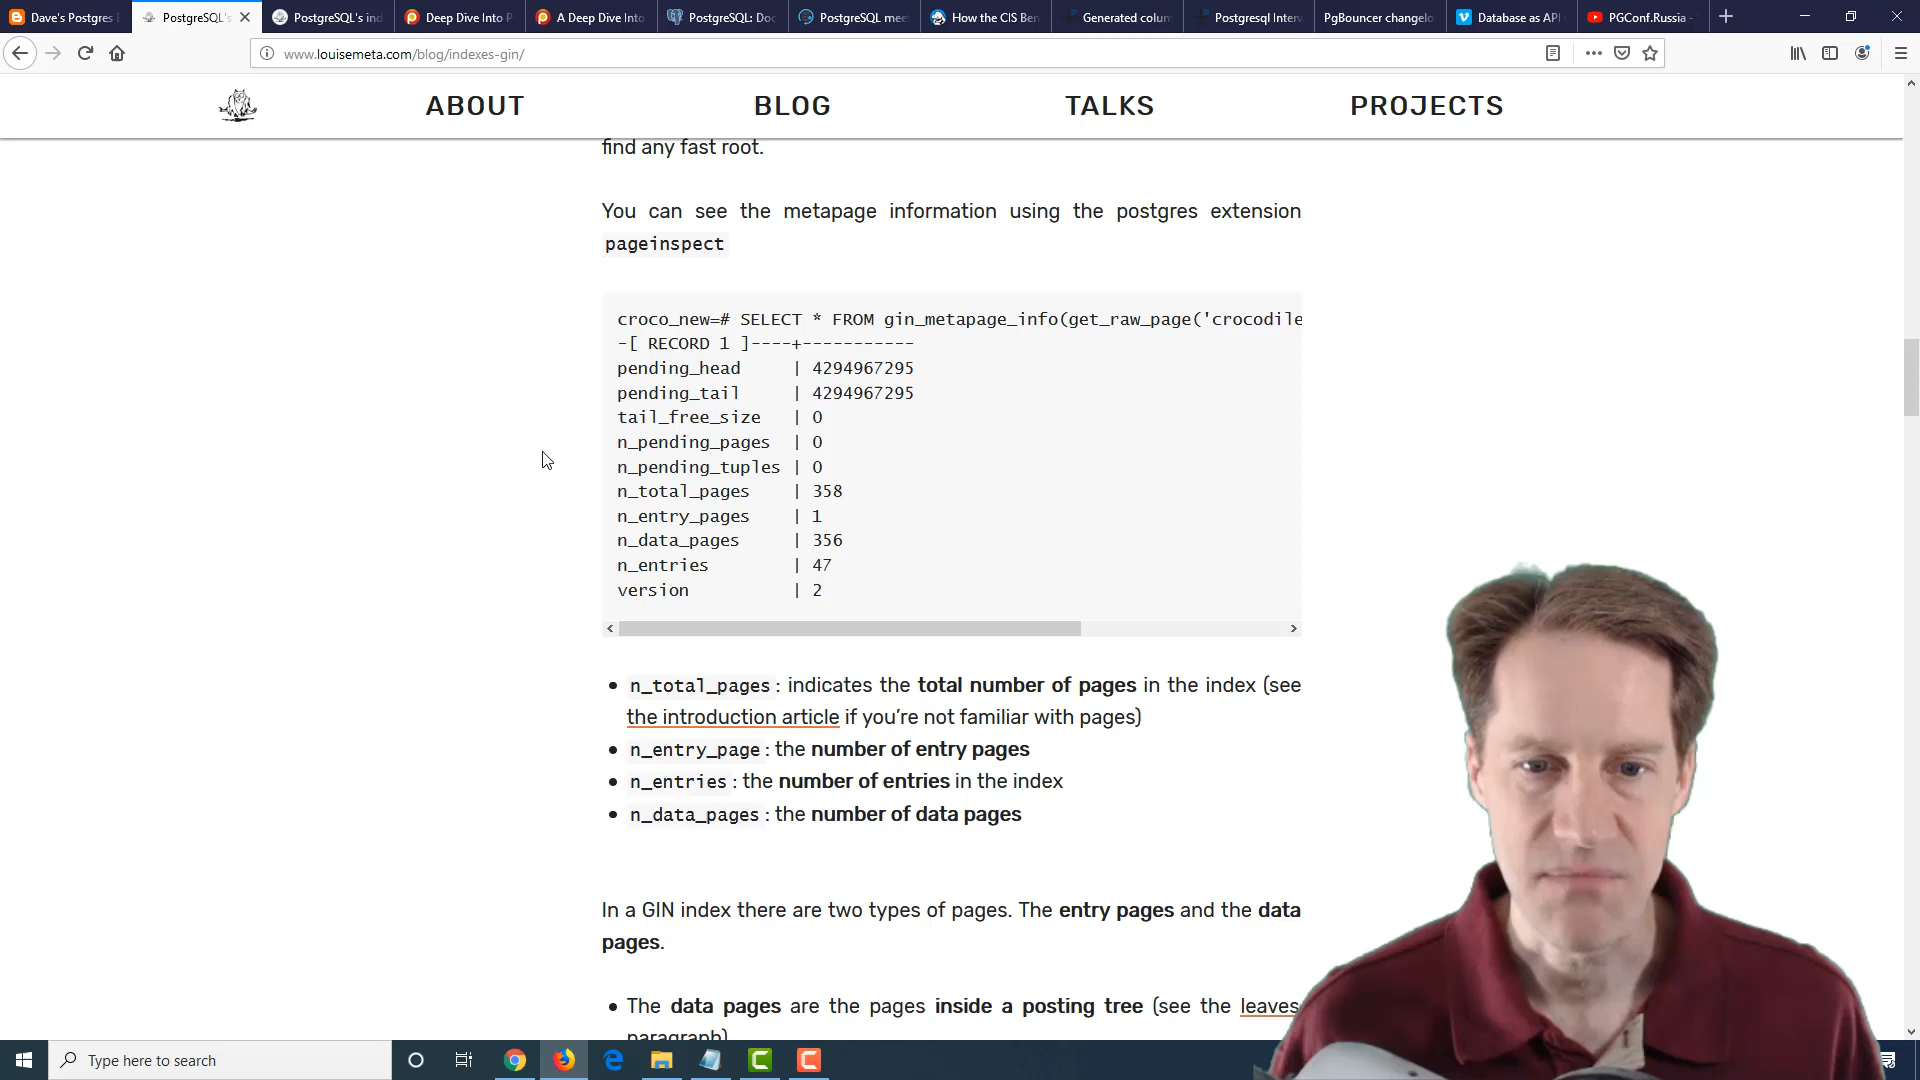 Dave's Postgres
PostgreSQL's
PostgreSQL's ind
Deep Dive Into P
A Deep Dive Into
PostgreSQL: Doc
PostgreSQL meet
How the CIS Ben
Generated colum
Postgresql Interv
PgBouncer changelo
Database as API
PGConf.Russia -
www.louisemeta.com/blog/indexes-gin/
ABOUT
BLOG
TALKS
PROJECTS
find any fast root.
You can see the metapage information using the postgres extension
pageinspect
croco_new=# SELECT * FROM gin_metapage_info(get_raw_page('crocodile
-[ RECORD 1 ]----+-----------
pending_head | 4294967295
pending_tail | 4294967295
tail_free_size | 0
n_pending_pages | 0
n_pending_tuples | 0
n_total_pages | 358
n_entry_pages | 1
n_data_pages | 356
n_entries | 47
version | 2
n_total_pages : indicates the total number of pages in the index (see
the introduction article if you're not familiar with pages)
n_entry_page : the number of entry pages
n_entries : the number of entries in the index
n_data_pages : the number of data pages
In a GIN index there are two types of pages. The entry pages and the data
pages.
The data pages are the pages inside a posting tree (see the leaves
paragraph)
Type here to search